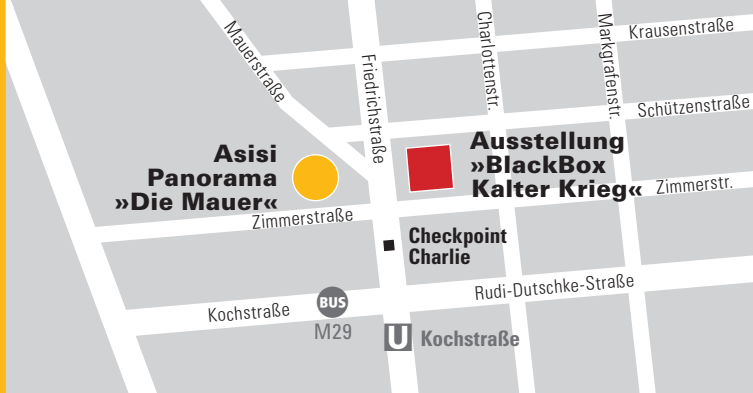 Mauerstraße
Friedrichstraße
Charlottenstr.
Markgrafenstr.
Krausenstraße
Schützenstraße
Asisi
Panorama
»Die Mauer«
Ausstellung
»BlackBox
Kalter Krieg«
Zimmerstr.
Zimmerstraße
Checkpoint
Charlie
Rudi-Dutschke-Straße
Kochstraße
BUS
M29
U Kochstraße